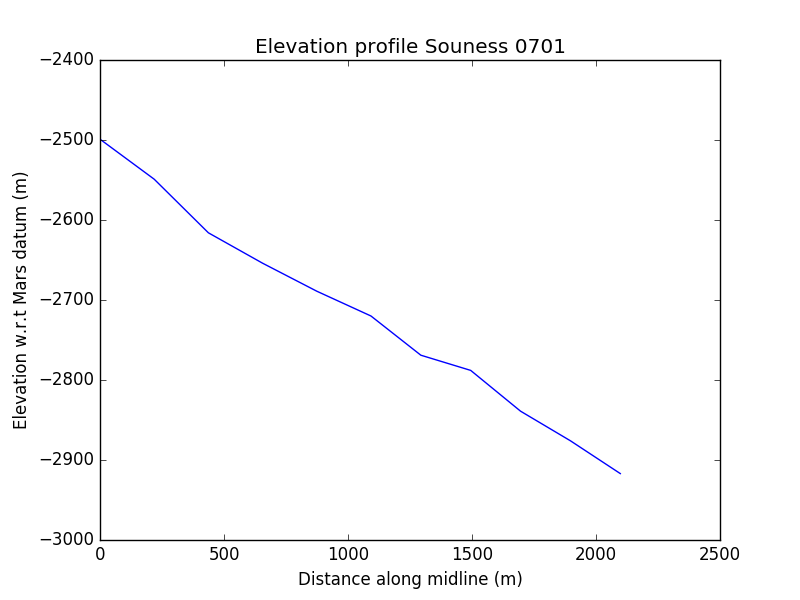 Elevation profile Souness 0701
−2400
−2500
−2600
−2700
−2800
−2900
−3000
Elevation w.r.t Mars datum (m)
0 500 1000 1500 2000 2500
Distance along midline (m)